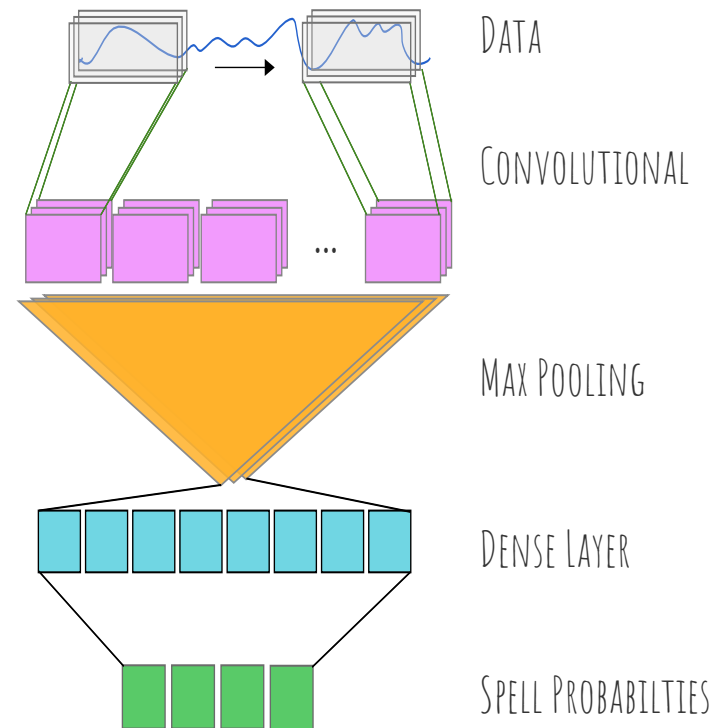 Data
Convolutional
...
Max Pooling
Dense Layer
Spell Probabilties